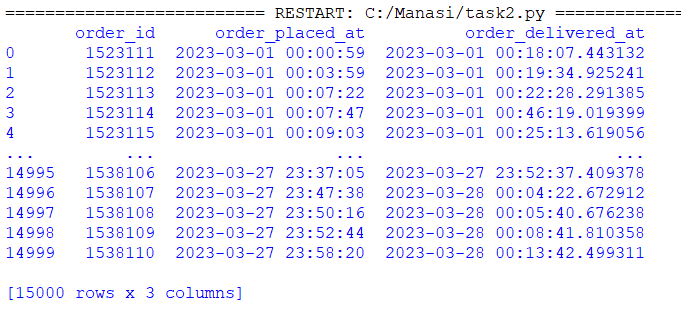 ========================== RESTART: C:/Manasi/task2.py =============
order_id order_placed_at order_delivered_at
0 1523111 2023-03-01 00:00:59 2023-03-01 00:18:07.443132
1 1523112 2023-03-01 00:03:59 2023-03-01 00:19:34.925241
2 1523113 2023-03-01 00:07:22 2023-03-01 00:22:28.291385
3 1523114 2023-03-01 00:07:47 2023-03-01 00:46:19.019399
4 1523115 2023-03-01 00:09:03 2023-03-01 00:25:13.619056
... ... ... ...
14995 1538106 2023-03-27 23:37:05 2023-03-27 23:52:37.409378
14996 1538107 2023-03-27 23:47:38 2023-03-28 00:04:22.672912
14997 1538108 2023-03-27 23:50:16 2023-03-28 00:05:40.676238
14998 1538109 2023-03-27 23:52:44 2023-03-28 00:08:41.810358
14999 1538110 2023-03-27 23:58:20 2023-03-28 00:13:42.499311
[15000 rows x 3 columns]